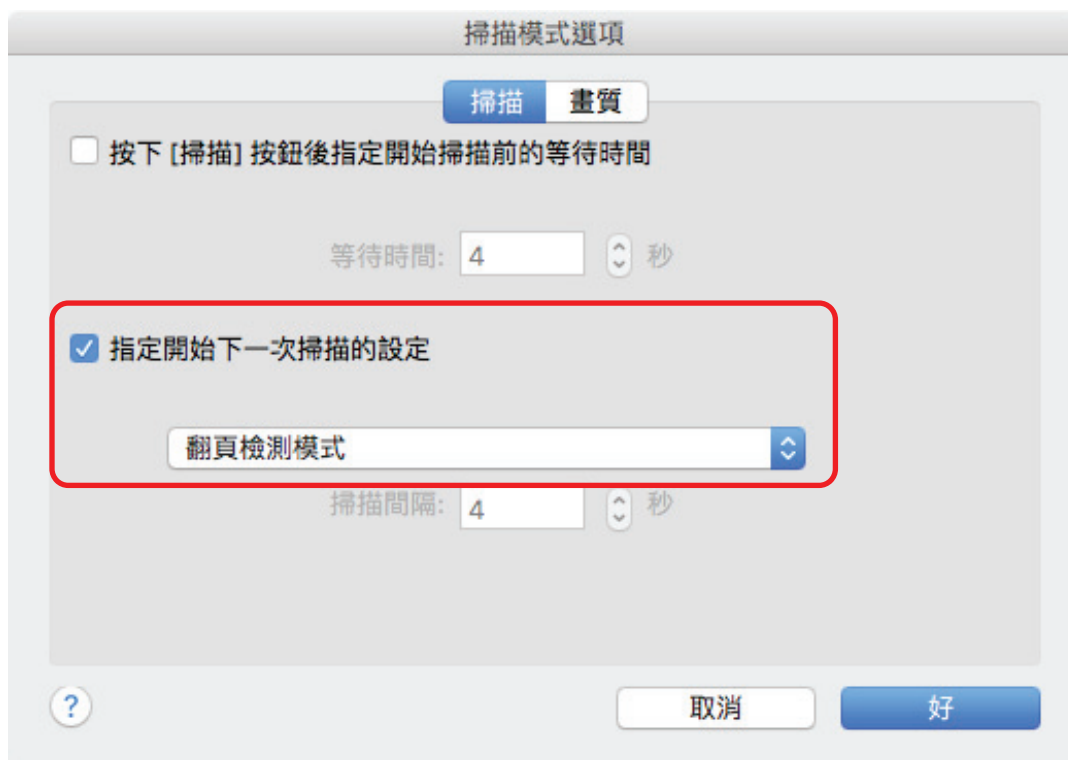 掃描模式選項
掃描 畫質
按下 [掃描] 按鈕後指定開始掃描前的等待時間
等待時間: 4 秒
指定開始下一次掃描的設定
翻頁檢測模式
掃描間隔: 4 秒
? 取消 好